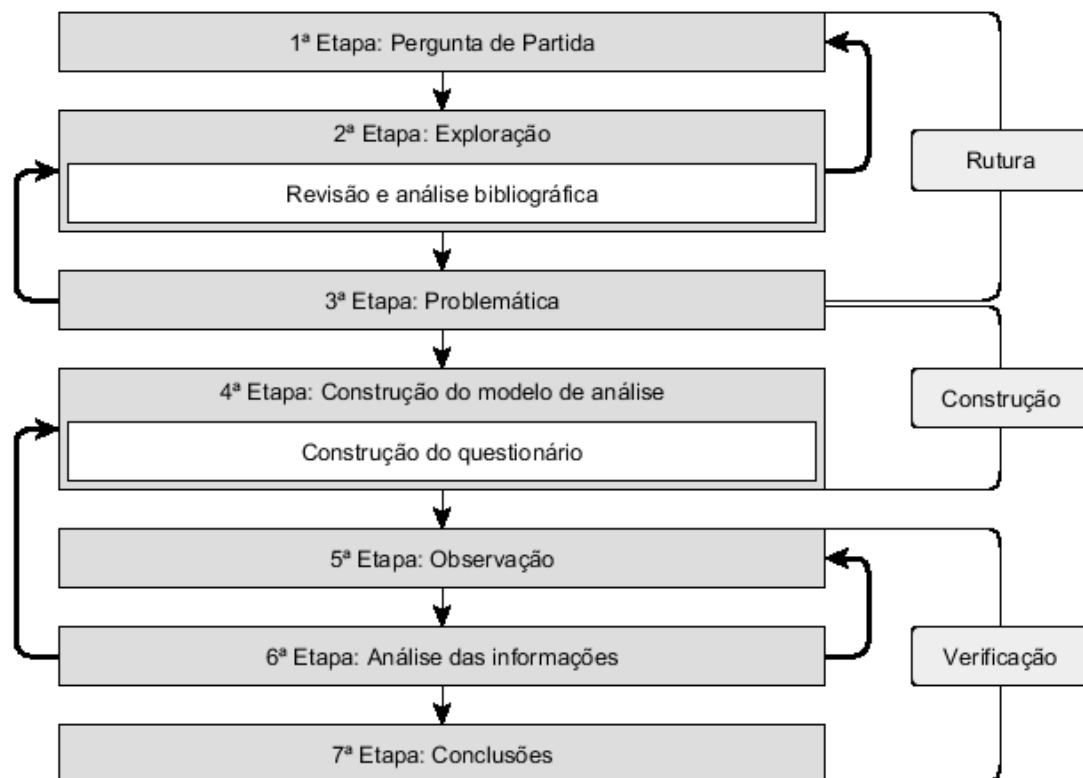 1ª Etapa: Pergunta de Partida
2ª Etapa: Exploração
Revisão e análise bibliográfica
Rutura
3ª Etapa: Problemática
4ª Etapa: Construção do modelo de análise
Construção do questionário
Construção
5ª Etapa: Observação
6ª Etapa: Análise das informações
Verificação
7ª Etapa: Conclusões